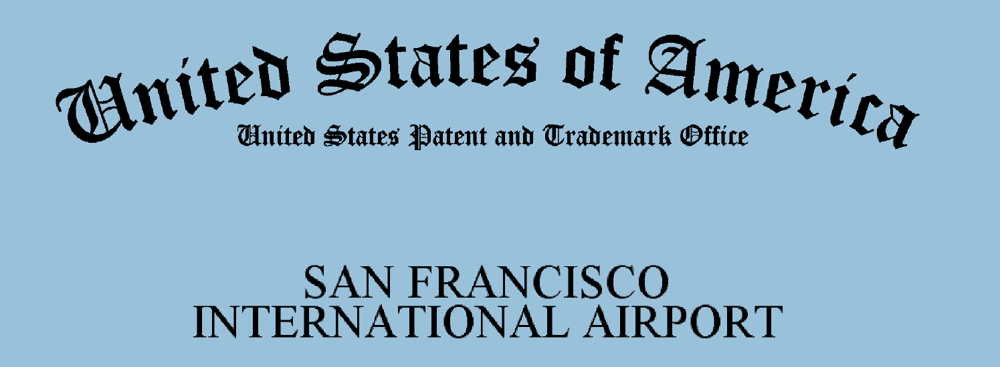 United States of America
United States Patent and Trademark Office
SAN FRANCISCO
INTERNATIONAL AIRPORT